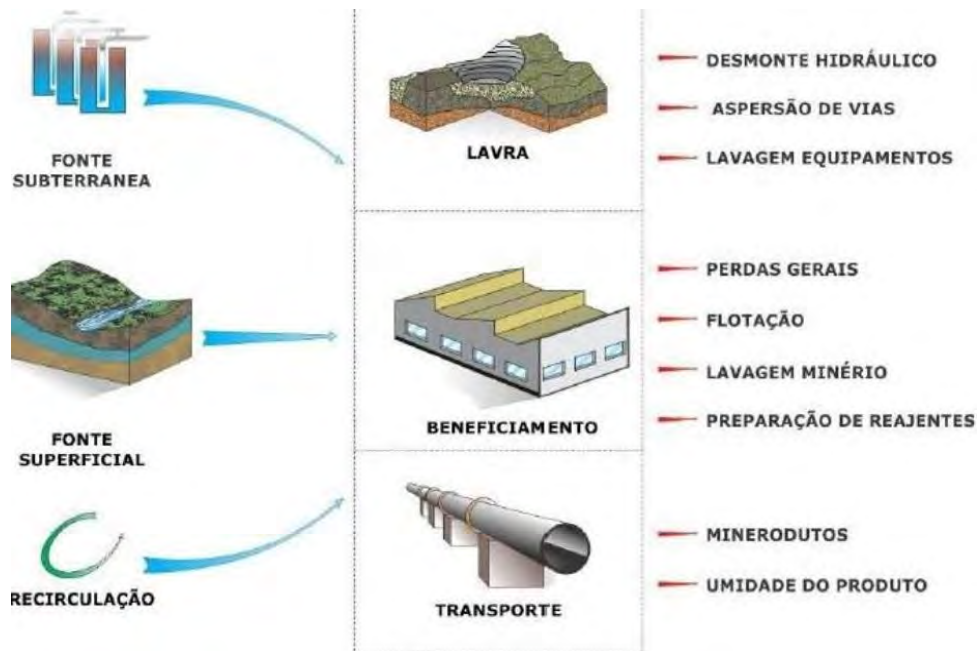 FONTE
SUBTERRANEA
LAVRA
DESMONTE HIDRÁULICO
ASPERSÃO DE VIAS
LAVAGEM EQUIPAMENTOS
FONTE
SUPERFICIAL
BENEFICIAMENTO
PERDAS GERAIS
FLOTAÇÃO
LAVAGEM MINÉRIO
PREPARAÇÃO DE REAJENTES
RECIRCULAÇÃO
TRANSPORTE
MINERODUTOS
UMIDADE DO PRODUTO